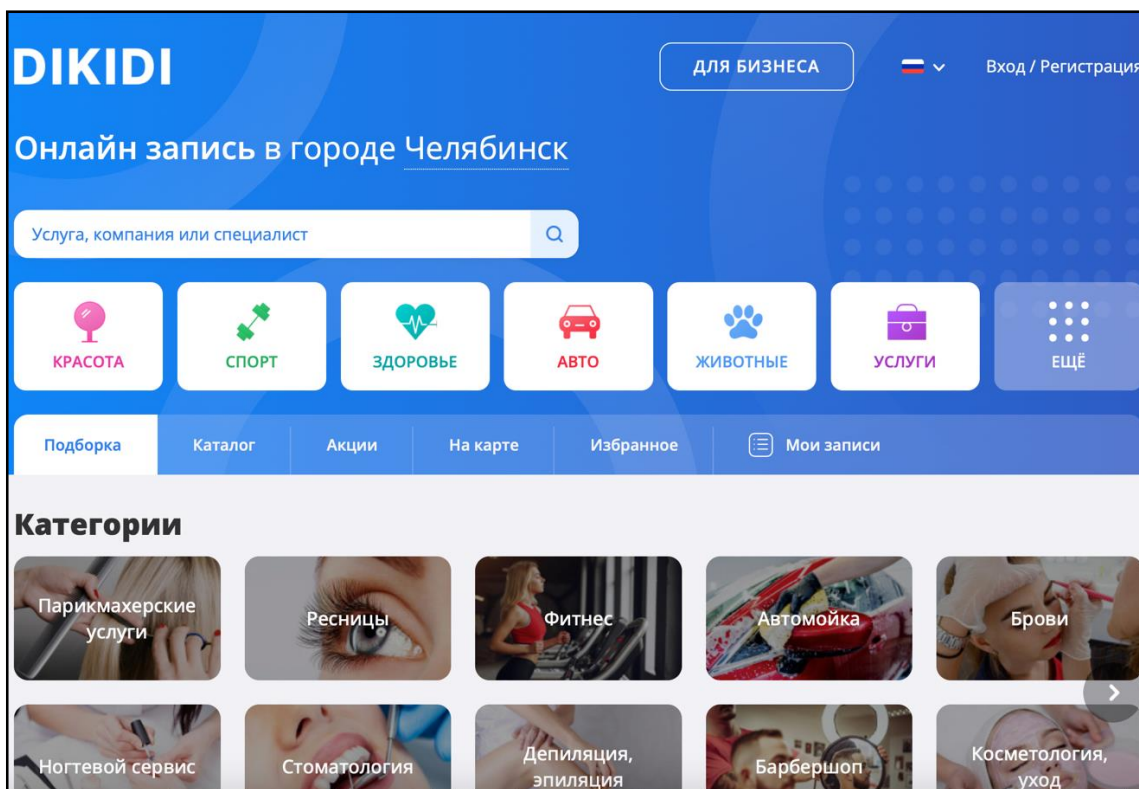 DIKIDI
ДЛЯ БИЗНЕСА
Вход / Регистрация
Онлайн запись в городе Челябинск
Услуга, компания или специалист
КРАСОТА
СПОРТ
ЗДОРОВЬЕ
АВТО
ЖИВОТНЫЕ
УСЛУГИ
ЕЩЁ
Подборка
Каталог
Акции
На карте
Избранное
Мои записи
Категории
Парикмахерские
услуги
Ресницы
Фитнес
Автомойка
Брови
Ногтевой сервис
Стоматология
Депиляция,
эпиляция
Барбершоп
Косметология,
уход